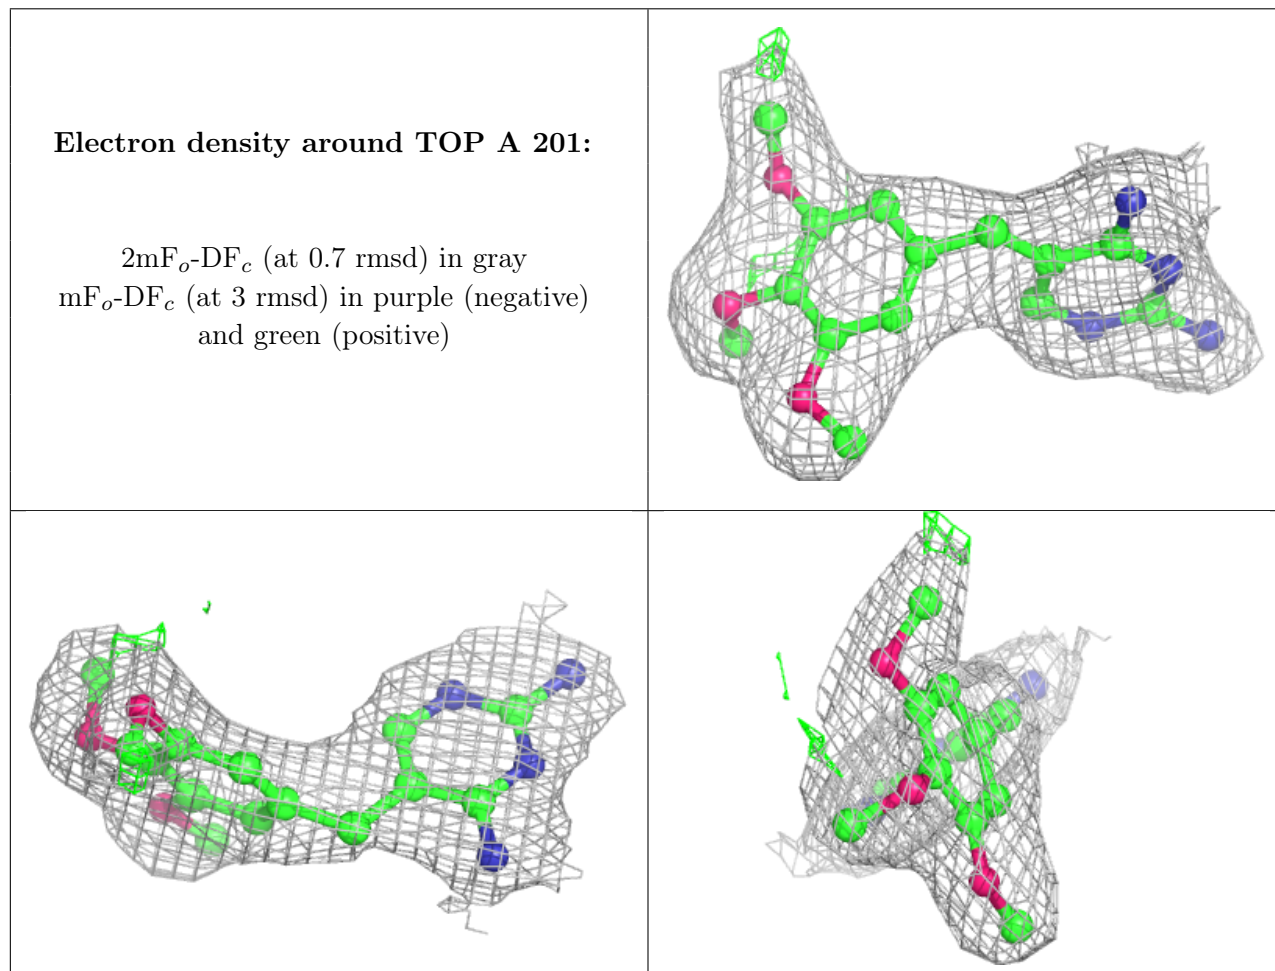 Electron density around TOP A 201:
2mFo-DFc (at 0.7 rmsd) in gray
mFo-DFc (at 3 rmsd) in purple (negative)
and green (positive)